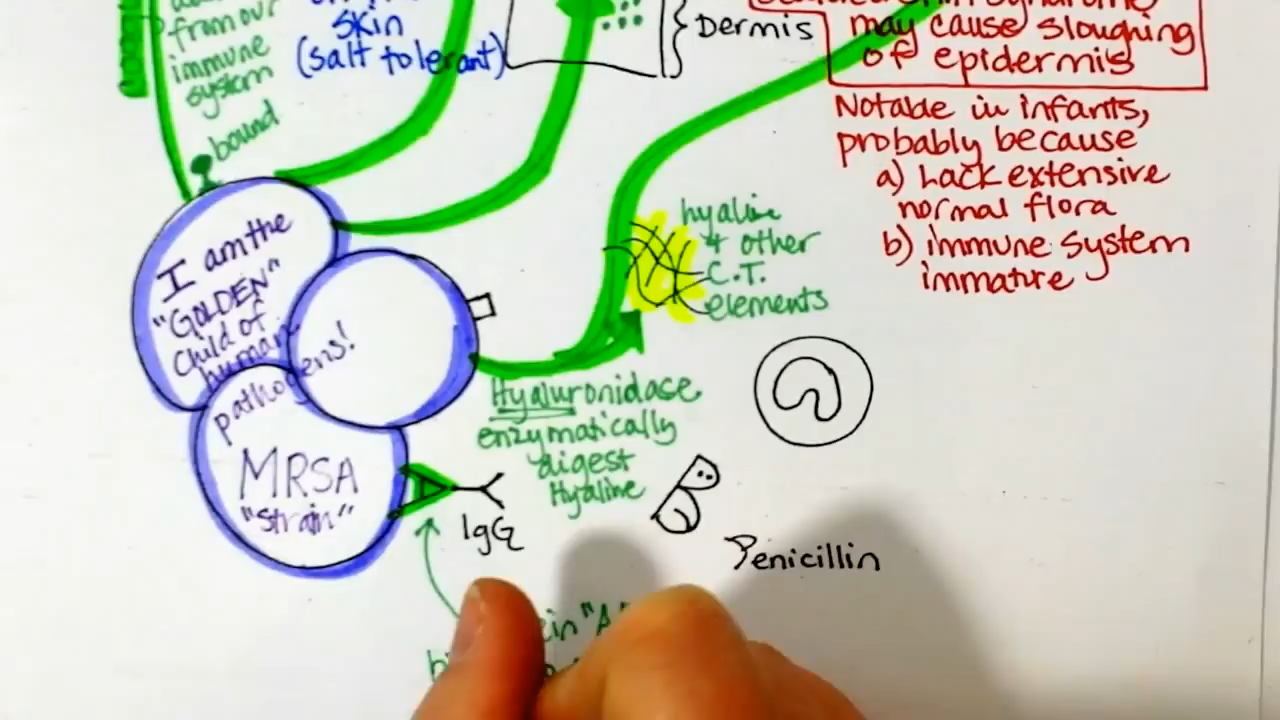 from our
immune
system
bound
skin
(salt tolerant)
Dermis
may cause sloughing
of epidermis
Notable in infants,
probably because
a) Lack extensive
normal flora
b) immune system
immature
hyaline
& other
C.T.
elements
I am the
"GOLDEN"
child of
human
pathogens!
MRSA
"strain"
Hyaluronidase
enzymatically
digest
Hyaline
IgG
Penicillin
"A"